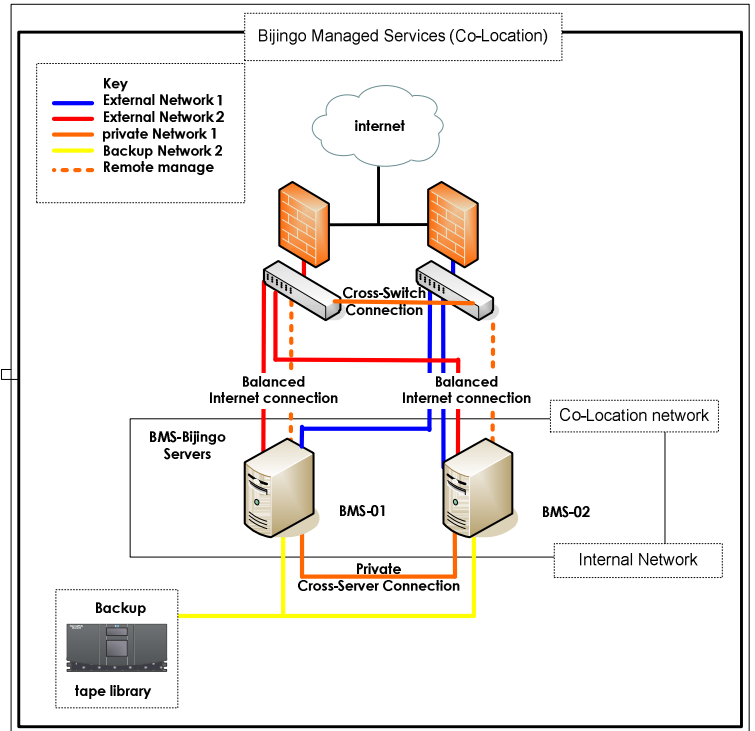 Bijingo Managed Services (Co-Location)
Key
External Network 1
External Network 2
private Network 1
Backup Network 2
Remote manage
internet
Cross-Switch
Connection
Balanced
Internet connection
Balanced
Internet connection
Co-Location network
BMS-Bijingo
Servers
BMS-01
BMS-02
Internal Network
Private
Cross-Server Connection
Backup
tape library